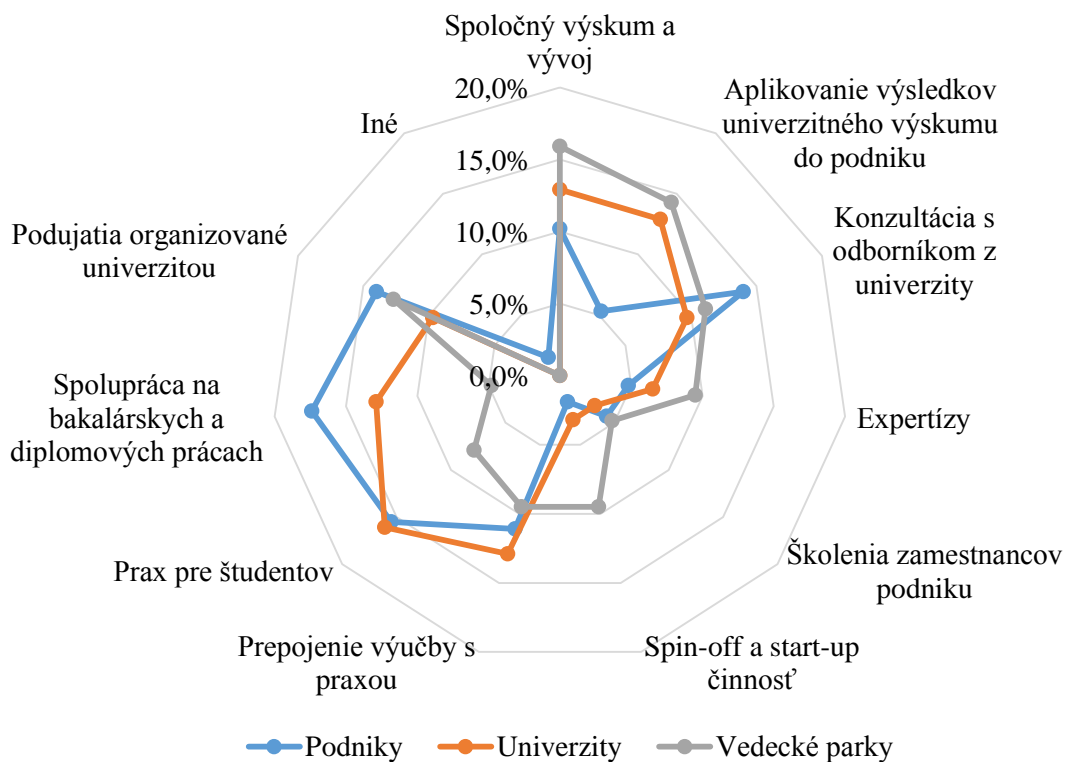 Spoločný výskum a
vývoj
Aplikovanie výsledkov
univerzitného výskumu
do podniku
Konzultácia s
odborníkom z
univerzity
Expertízy
Školenia zamestnancov
podniku
Spin-off a start-up
činnosť
Prepojenie výučby s
praxou
Prax pre študentov
Spolupráca na
bakalárskych a
diplomových prácach
Podujatia organizované
univerzitou
Iné
20,0%
15,0%
10,0%
5,0%
0,0%
Podniky
Univerzity
Vedecké parky